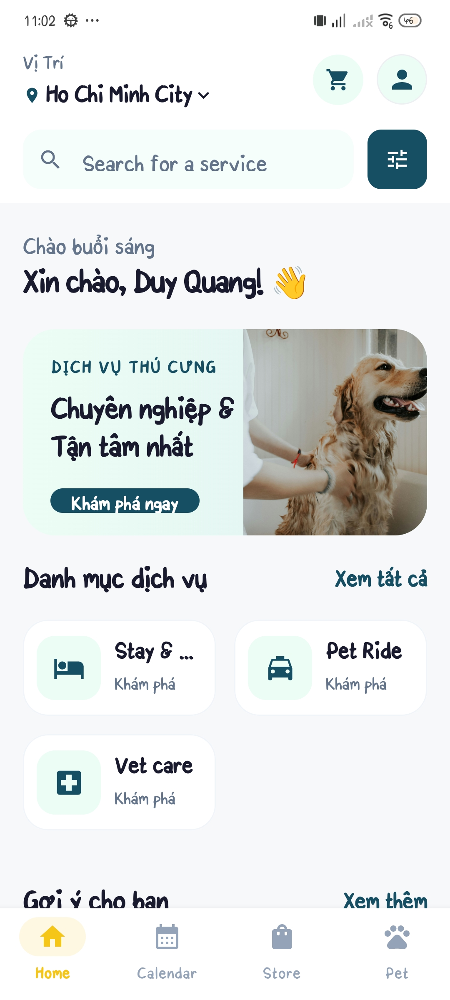 11:02
46
Vị Trí
Ho Chi Minh City
Search for a service
Chào buổi sáng
Xin chào, Duy Quang! 👋
DỊCH VỤ THÚ CƯNG
Chuyên nghiệp &
Tận tâm nhất
Khám phá ngay
Danh mục dịch vụ
Xem tất cả
Stay & ...
Khám phá
Pet Ride
Khám phá
Vet care
Khám phá
Gợi ý cho bạn
Xem thêm
Home
Calendar
Store
Pet